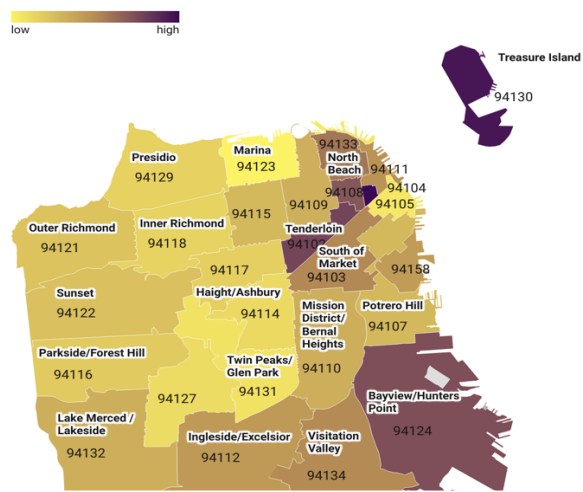 low high
Treasure Island
94130
Presidio
94129
Marina
94123
94133
North
Beach
94111
94108
94104
94105
94109
94115
Outer Richmond
94121
Inner Richmond
94118
Tenderloin
94102
South of
Market
94103
94158
94117
Sunset
94122
Haight/Ashbury
94114
Mission
District/
Bernal
Heights
94110
Potrero Hill
94107
Parkside/Forest Hill
94116
Twin Peaks/
Glen Park
94131
94127
Bayview/Hunters
Point
94124
Lake Merced /
Lakeside
94132
Ingleside/Excelsior
94112
Visitation
Valley
94134